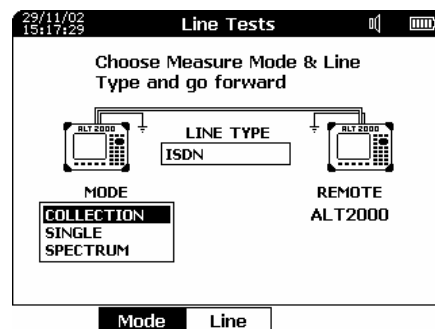 29/11/02
15:17:29
Line Tests
Choose Measure Mode & Line
Type and go forward
ALT 2000
ALT 2000
LINE TYPE
ISDN
MODE
REMOTE
COLLECTION
ALT2000
SINGLE
SPECTRUM
Mode
Line